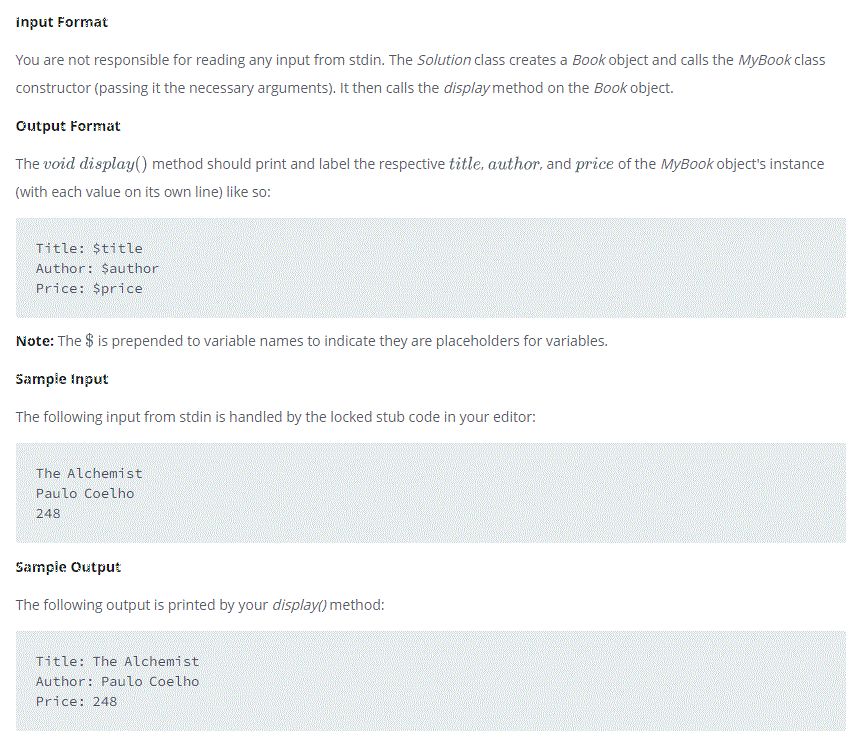 Input Format
You are not responsible for reading any input from stdin. The Solution class creates a Book object and calls the MyBook class
constructor (passing it the necessary arguments). It then calls the display method on the Book object.
Output Format
The void display() method should print and label the respective title, author, and price of the MyBook object's instance
(with each value on its own line) like so:
Title: $title
Author: $author
Price: $price
Note: The $ is prepended to variable names to indicate they are placeholders for variables.
Sample Input
The following input from stdin is handled by the locked stub code in your editor:
The Alchemist
Paulo Coelho
248
Sample Output
The following output is printed by your display() method:
Title: The Alchemist
Author: Paulo Coelho
Price: 248